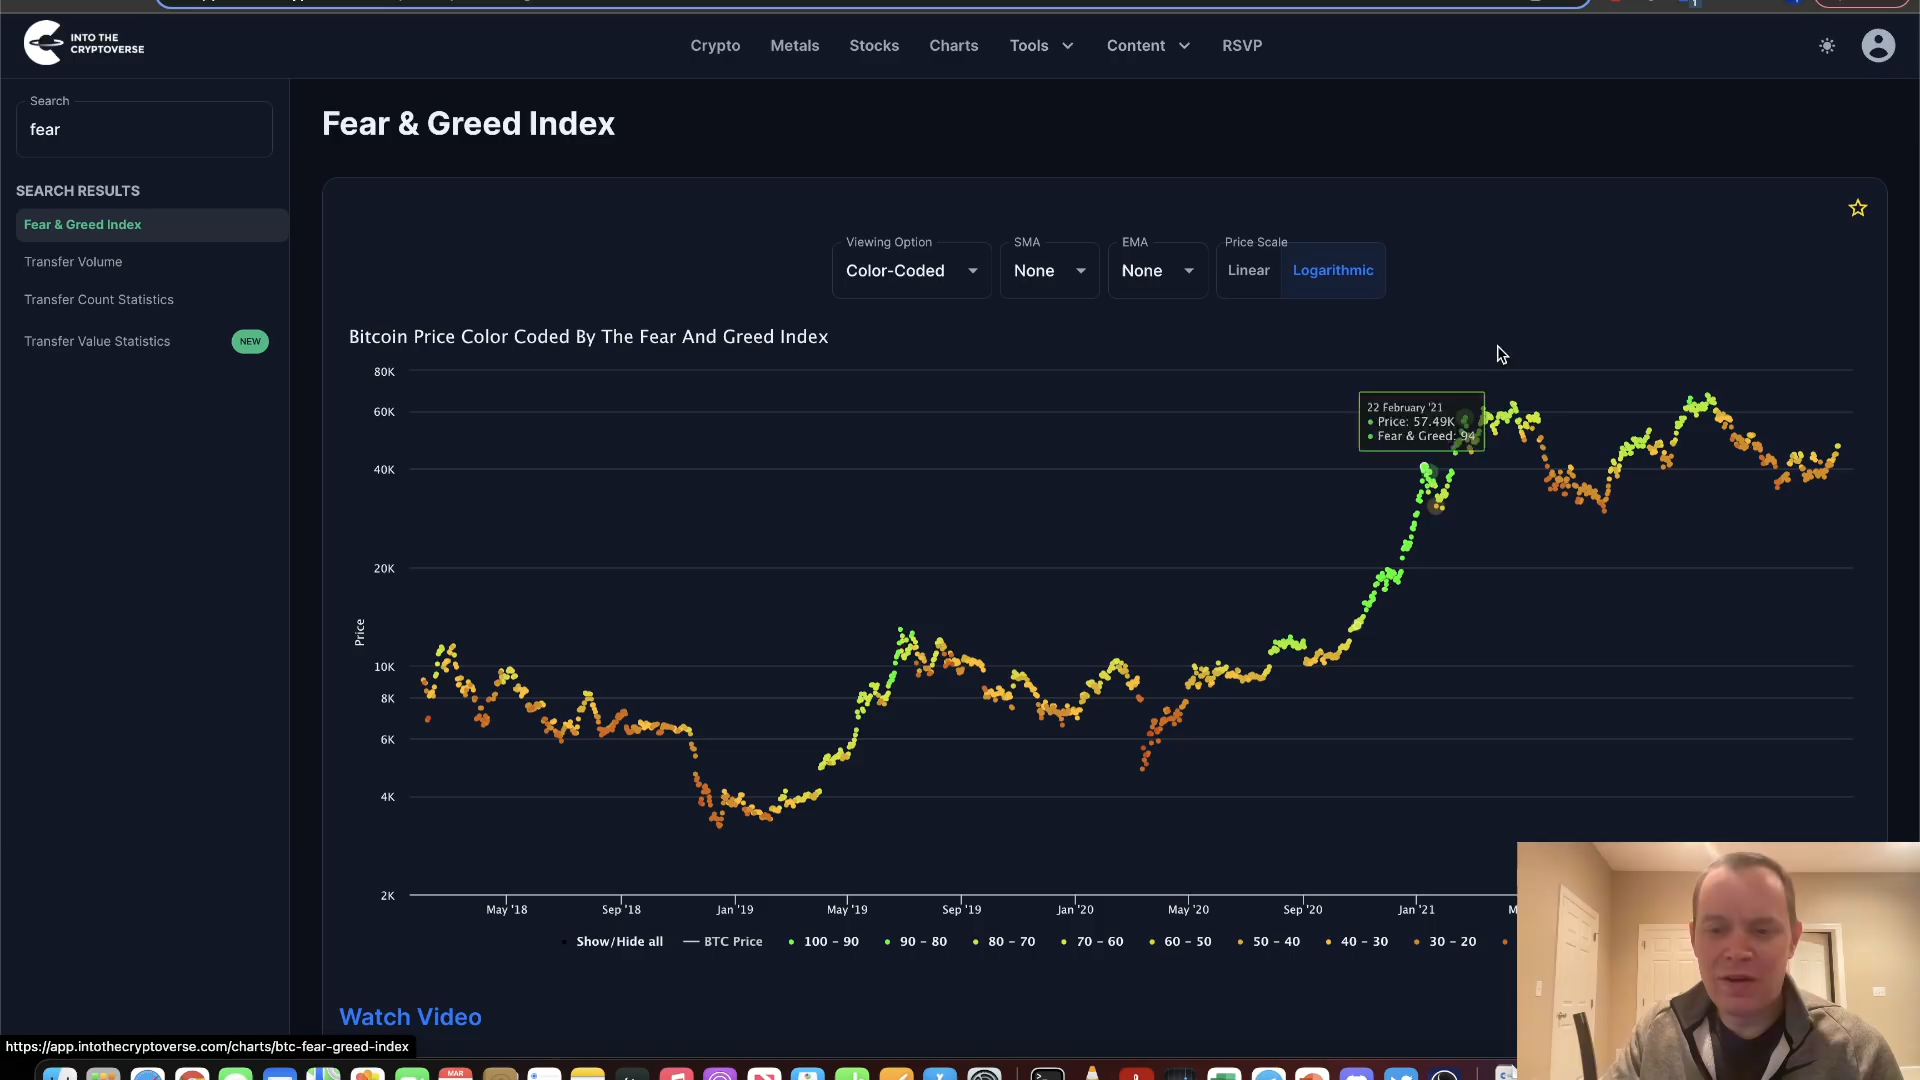 INTO THE
CRYPTOVERSE
Crypto
Metals
Stocks
Charts
Tools
Content
RSVP
Search
fear
SEARCH RESULTS
Fear & Greed Index
Transfer Volume
Transfer Count Statistics
Transfer Value Statistics NEW
Fear & Greed Index
Viewing Option
Color-Coded
SMA
None
EMA
None
Price Scale
Linear
Logarithmic
Bitcoin Price Color Coded By The Fear And Greed Index
80K
60K
40K
20K
10K
8K
6K
4K
2K
Price
22 February '21
Price: 57.49K
Fear & Greed: 94
May '18
Sep '18
Jan '19
May '19
Sep '19
Jan '20
May '20
Sep '20
Jan '21
M
Show/Hide all
BTC Price
100 – 90
90 – 80
80 – 70
70 – 60
60 – 50
50 – 40
40 – 30
30 – 20
Watch Video
https://app.intothecryptoverse.com/charts/btc-fear-greed-index
MAR